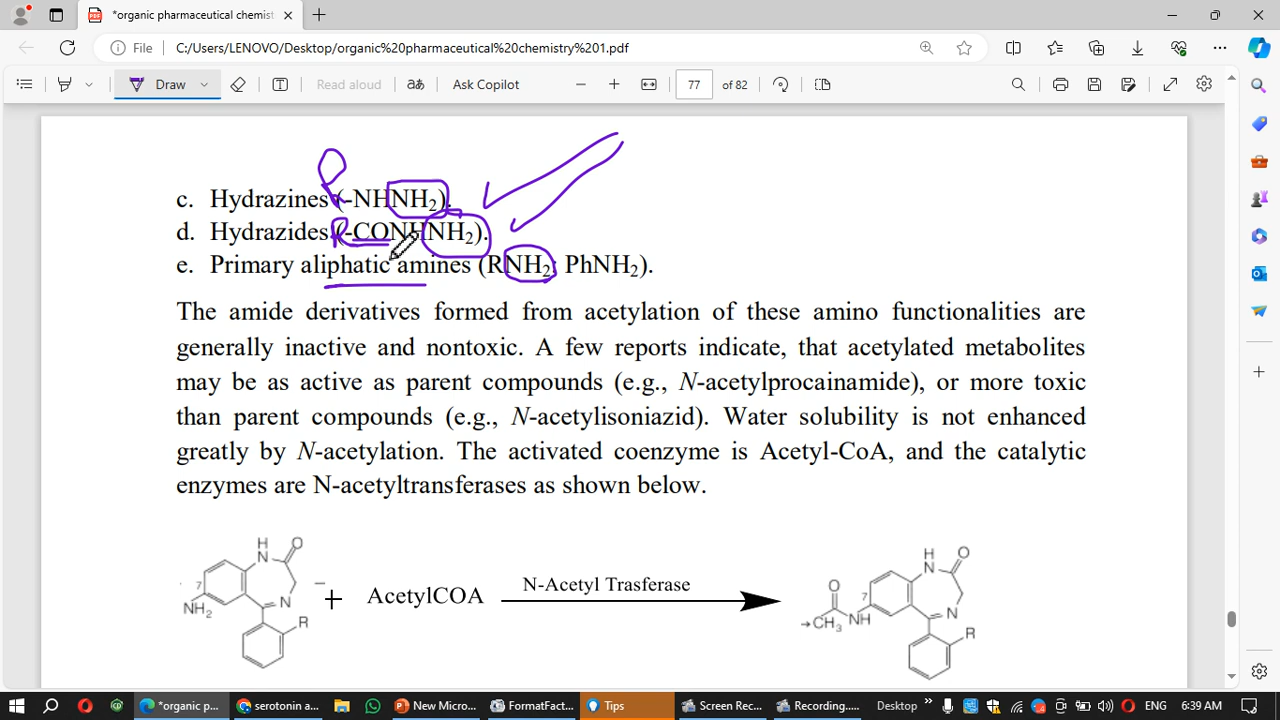 *organic pharmaceutical chemist
File
C:/Users/LENOVO/Desktop/organic%20pharmaceutical%20chemistry%201.pdf
Draw
Read aloud
aあ
Ask Copilot
77 of 82
R
c. Hydrazines (-NHNH2).
R
d. Hydrazides (-CONHNH2).
e. Primary aliphatic amines (RNH2, PhNH2).
The amide derivatives formed from acetylation of these amino functionalities are
generally inactive and nontoxic. A few reports indicate, that acetylated metabolites
may be as active as parent compounds (e.g., N-acetylprocainamide), or more toxic
than parent compounds (e.g., N-acetylisoniazid). Water solubility is not enhanced
greatly by N-acetylation. The activated coenzyme is Acetyl-CoA, and the catalytic
enzymes are N-acetyltransferases as shown below.
H
N
O
7
NH2
N
R
+
AcetylCOA
N-Acetyl Trasferase
H
N
O
O
7
CH3
NH
N
R
*organic p...
serotonin a...
New Micro...
FormatFact...
Tips
Screen Rec...
Recording....
Desktop
ENG
6:39 AM